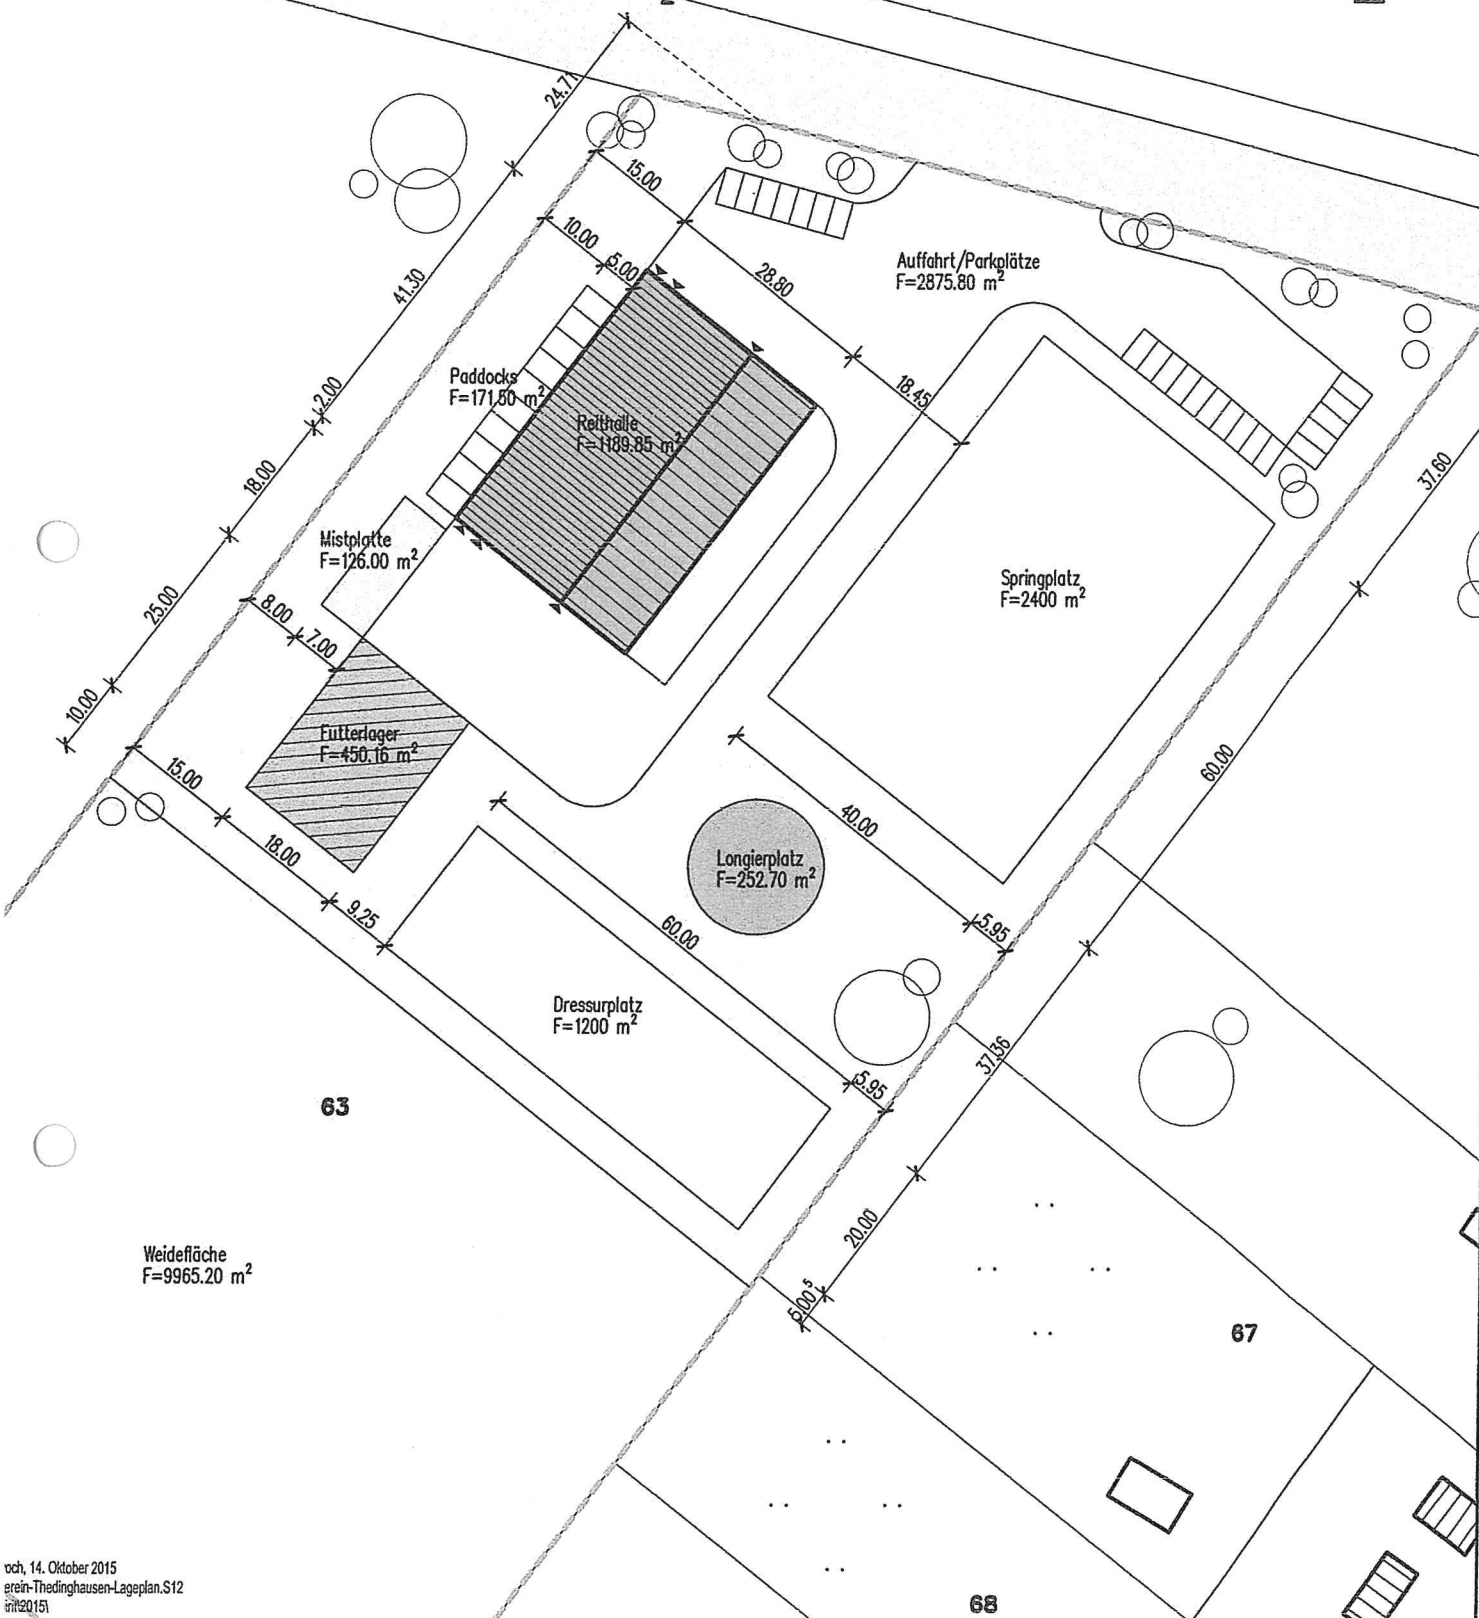 24.71
15.00
10.00
5.00
28.80
Auffahrt/Parkplätze
F=2875.80 m²
41.30
Paddocks
F=171.50 m²
18.45
2.00
Reithalle
F=1189.85 m²
37.60
18.00
Mistplatte
F=126.00 m²
Springplatz
F=2400 m²
25.00
8.00
7.00
10.00
Futterlager
F=450.16 m²
60.00
15.00
40.00
18.00
Longierplatz
F=252.70 m²
9.25
60.00
5.95
Dressurplatz
F=1200 m²
37.36
5.95
63
20.00
Weidefläche
F=9965.20 m²
5.00⁵
67
och, 14. Oktober 2015
erein-Thedinghausen-Lageplan.S12
2015\
68